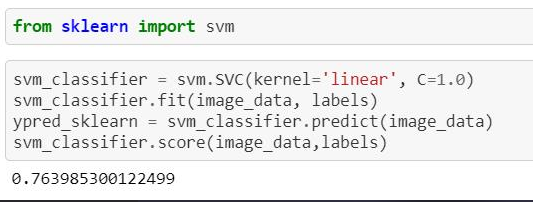 from sklearn import svm
svm_classifier = svm.SVC(kernel='linear', C=1.0)
svm_classifier.fit(image_data, labels)
ypred_sklearn = svm_classifier.predict(image_data)
svm_classifier.score(image_data,labels)
0.763985300122499